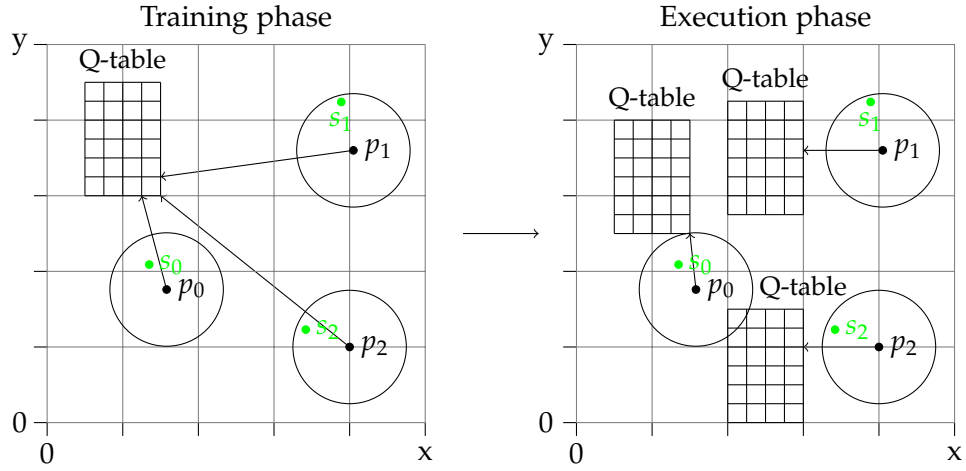 Training phase
Execution phase
y
Q-table
s1
p1
s0
p0
s2
p2
0
0
x
y
Q-table
Q-table
s1
p1
s0
p0
Q-table
s2
p2
0
0
x